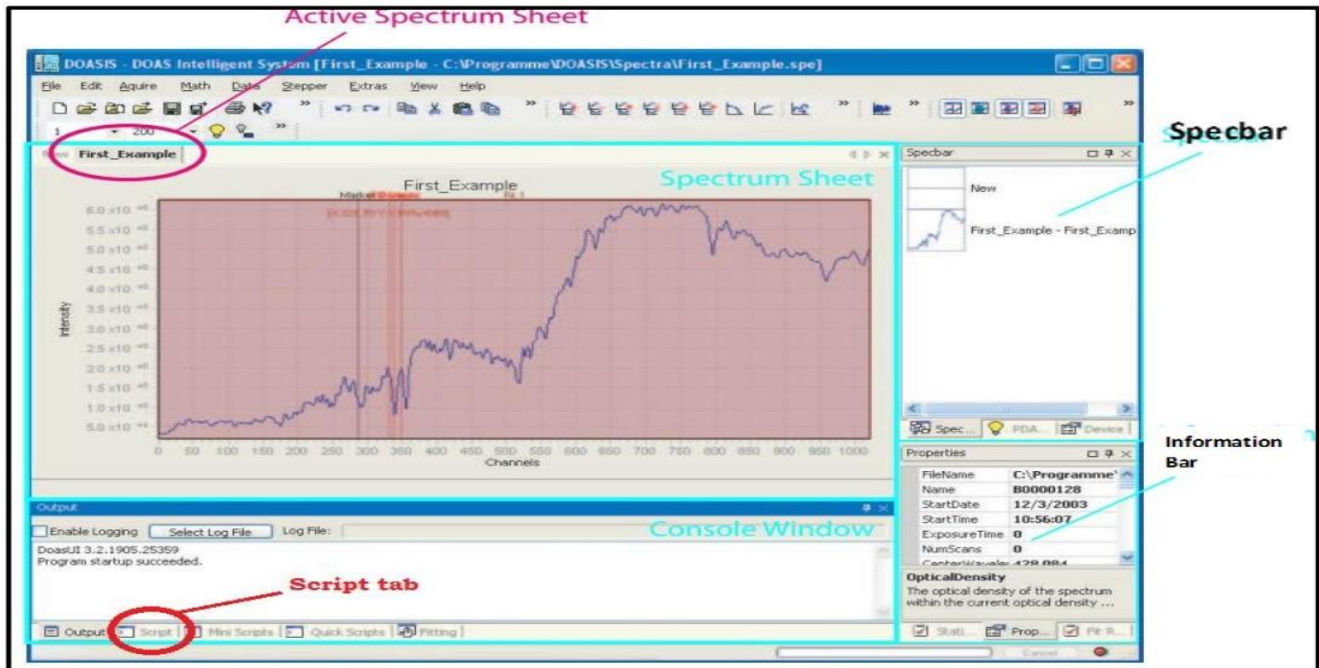 Active Spectrum Sheet
DOASIS - DOAS Intelligent System [First_Example - C:\Programme\DOASIS\Spectra\First_Example.spe]
File Edit Aquire Math Data Stepper Extras View Help
1 200
First_Example
Specbar
Specbar
First_Example
Spectrum Sheet
New
First_Example - First_Examp
Intensity
0 50 100 150 200 250 300 350 400 450 500 550 600 650 700 750 800 850 900 950 1000
Channels
Spec... PDA... Device
Information
Bar
Properties
FileName C:\Programme'
Name B0000128
StartDate 12/3/2003
StartTime 10:56:07
ExposureTime 0
NumScans 0
OpticalDensity
The optical density of the spectrum
within the current optical density ...
Stati... Prop... Fit R...
Output
Enable Logging Select Log File Log File:
Console Window
DoasUI 3.2.1905.25359
Program startup succeeded.
Script tab
Output Script Mini Scripts Quick Scripts Fitting
Cancel